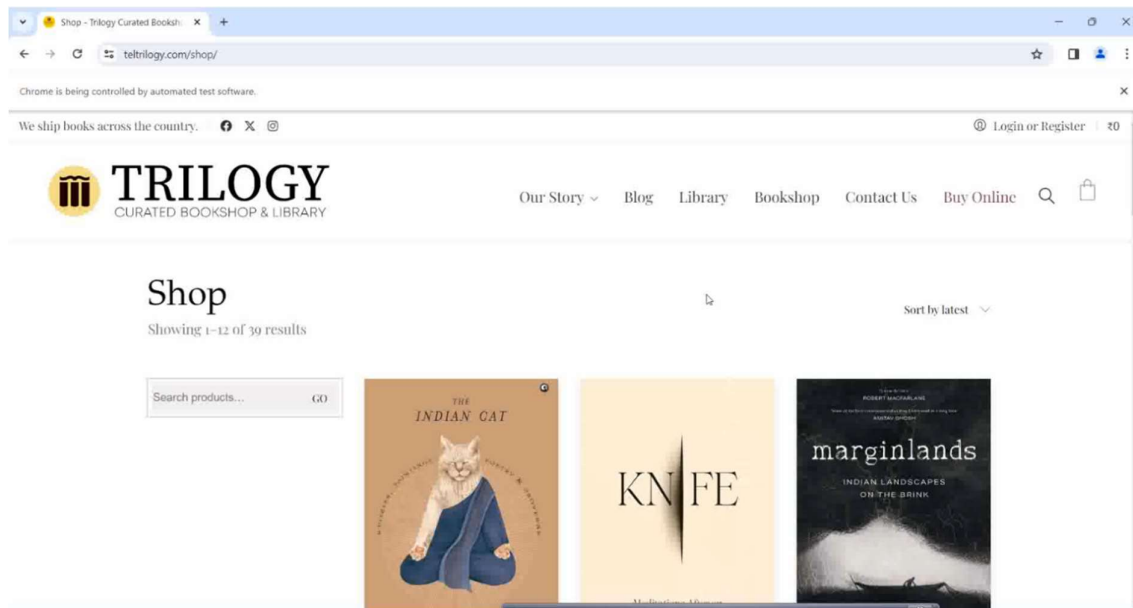 Shop - Trilogy Curated Booksh
teltrilogy.com/shop/
Chrome is being controlled by automated test software.
We ship books across the country.
Login or Register
₹0
TRILOGY
CURATED BOOKSHOP & LIBRARY
Our Story
Blog
Library
Bookshop
Contact Us
Buy Online
Shop
Showing 1–12 of 39 results
Sort by latest
Search products...
GO
THE
INDIAN CAT
KNIFE
ROBERT MACFARLANE
marginlands
INDIAN LANDSCAPES
ON THE BRINK